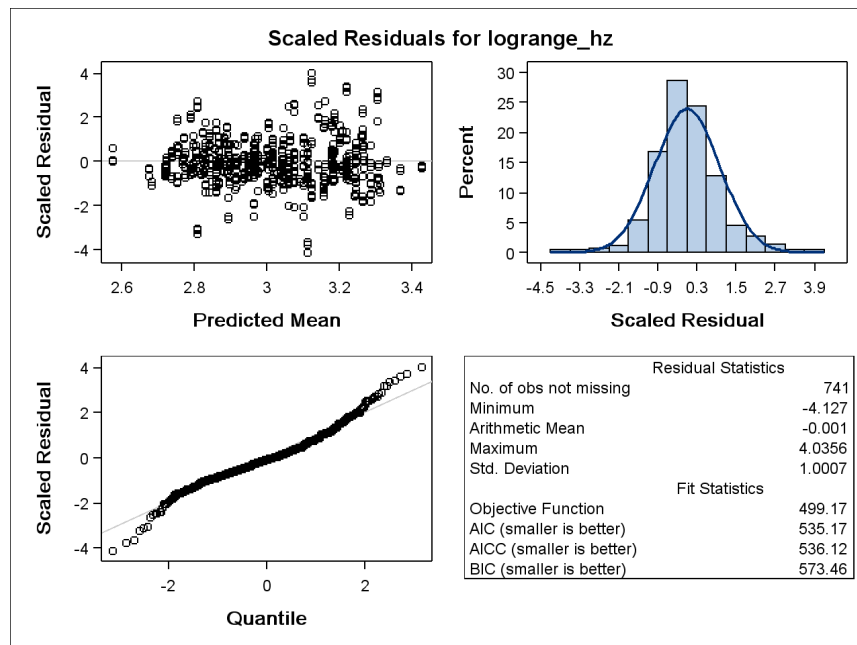 Scaled Residuals for logrange_hz
Scaled Residual
4
2
0
-2
-4
2.6 2.8 3 3.2 3.4
Predicted Mean
Percent
30
25
20
15
10
5
0
-4.5 -3.3 -2.1 -0.9 0.3 1.5 2.7 3.9
Scaled Residual
Scaled Residual
4
2
0
-2
-4
-2 0 2
Quantile
Residual Statistics
No. of obs not missing 741
Minimum -4.127
Arithmetic Mean -0.001
Maximum 4.0356
Std. Deviation 1.0007
Fit Statistics
Objective Function 499.17
AIC (smaller is better) 535.17
AICC (smaller is better) 536.12
BIC (smaller is better) 573.46